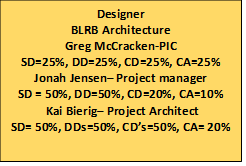 Designer
BLRB Architecture
Greg McCracken-PIC
SD=25%, DD=25%, CD=25%, CA=25%
Jonah Jensen– Project manager
SD = 50%, DD=50%, CD=20%, CA=10%
Kai Bierig– Project Architect
SD= 50%, DDs=50%, CD’s=50%, CA= 20%